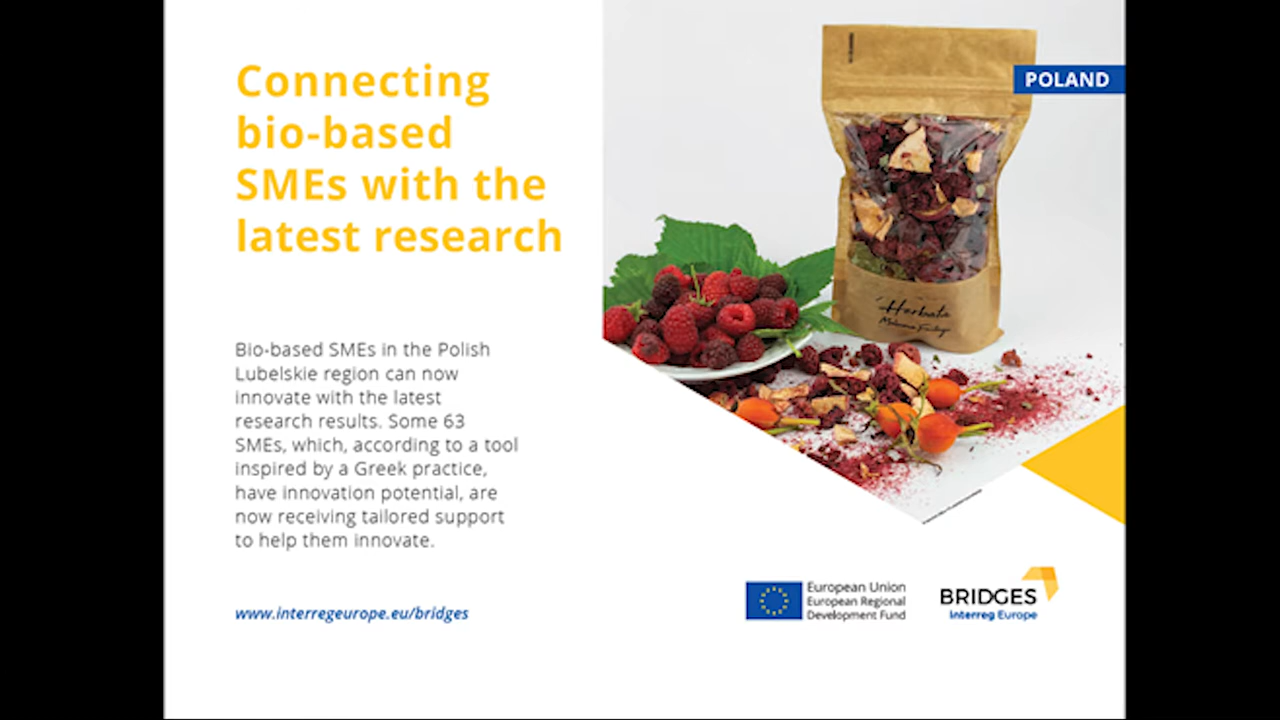 Connecting
bio-based
SMEs with the
latest research
POLAND
Bio-based SMEs in the Polish
Lubelskie region can now
innovate with the latest
research results. Some 63
SMEs, which, according to a tool
inspired by a Greek practice,
have innovation potential, are
now receiving tailored support
to help them innovate.
www.interregeurope.eu/bridges
Herbata
European Union
European Regional
Development Fund
BRIDGES
Interreg Europe